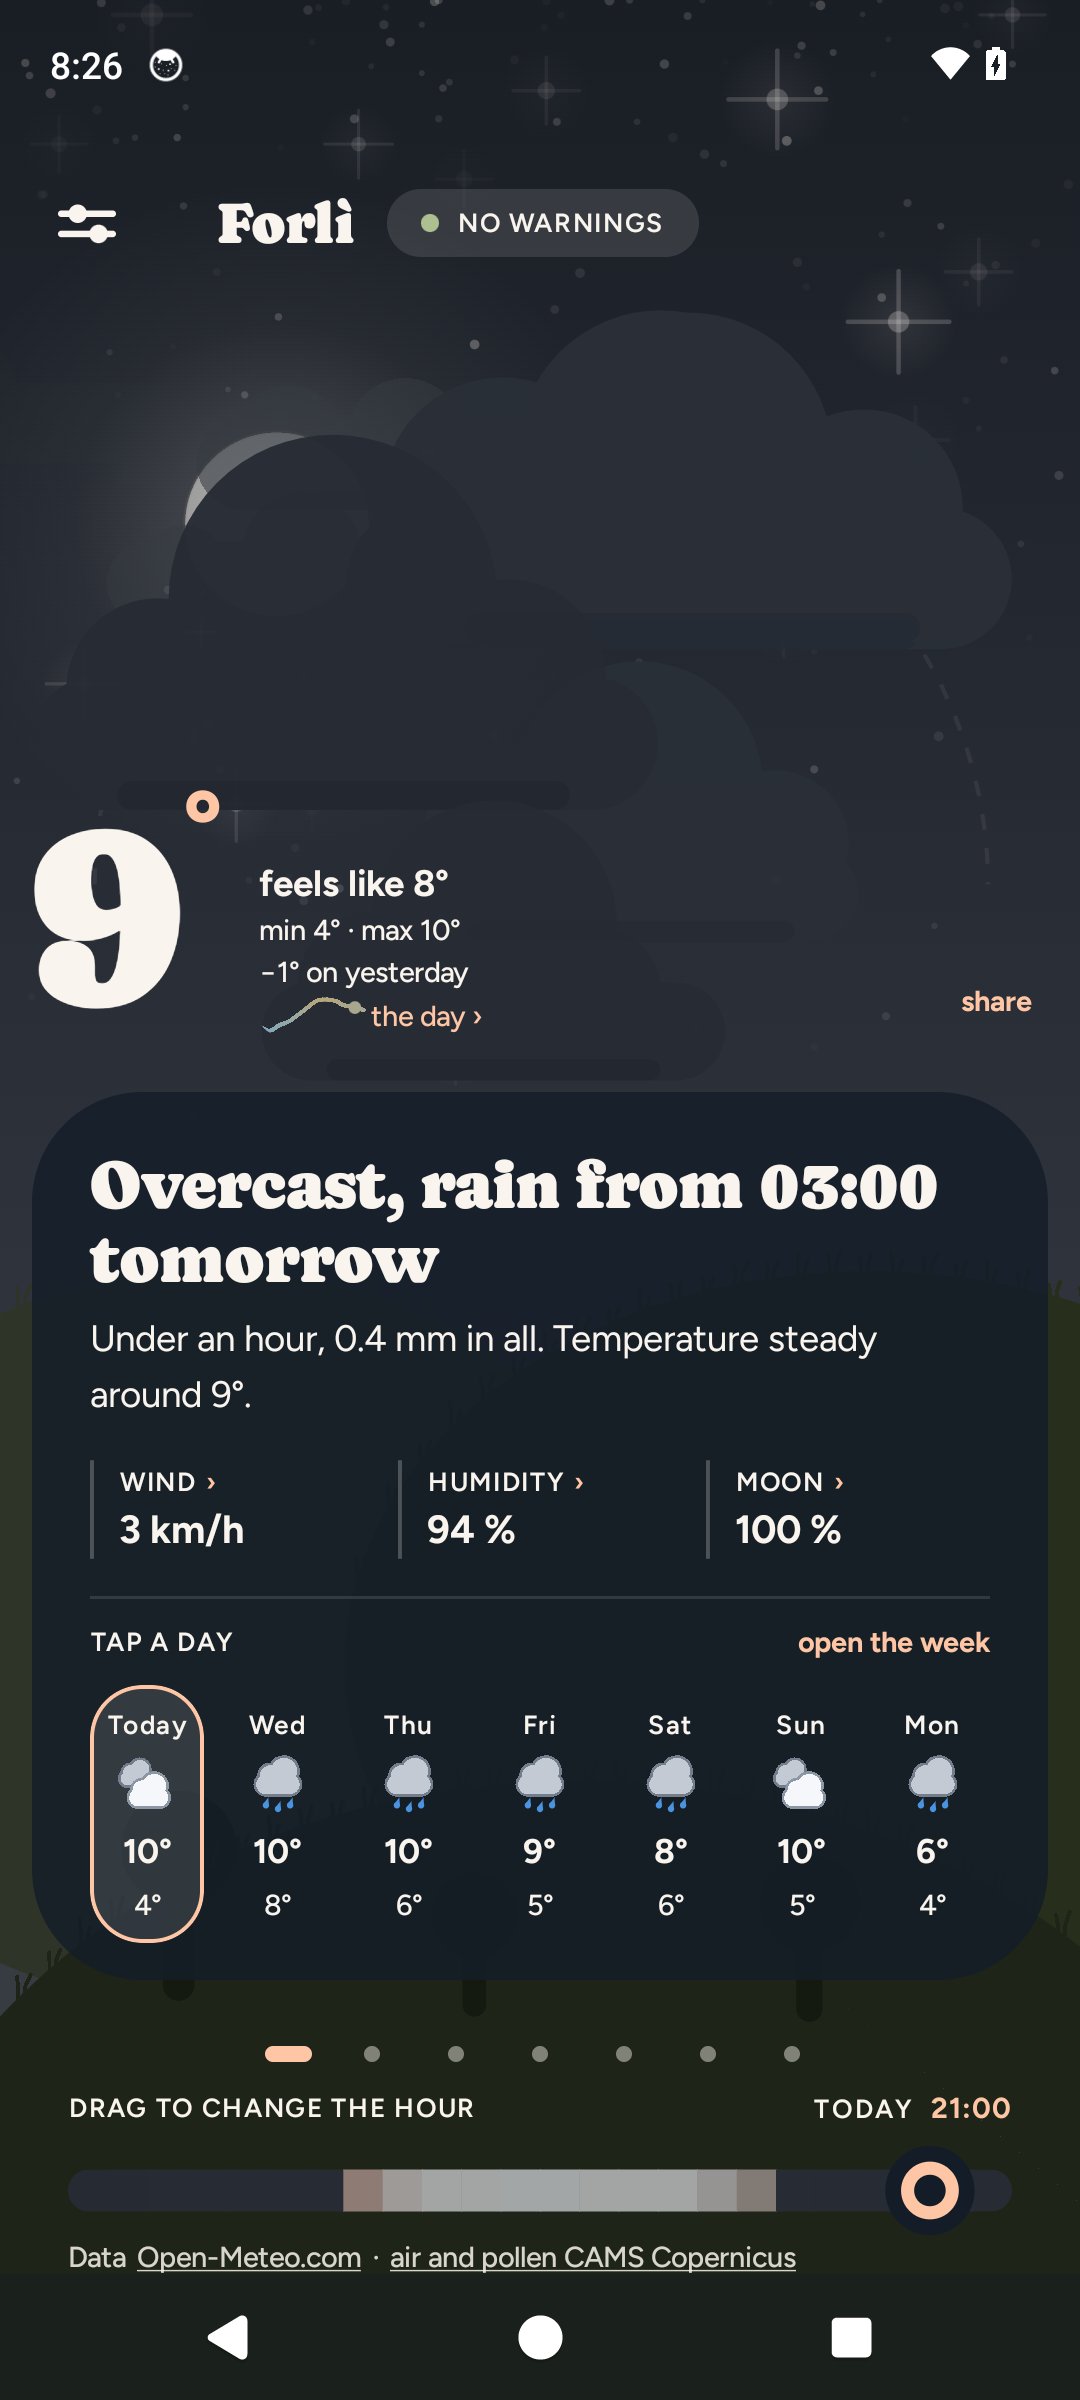 8:26
Forlì
NO WARNINGS
9°
feels like 8°
min 4° · max 10°
−1° on yesterday
the day ›
share
Overcast, rain from 03:00
tomorrow
Under an hour, 0.4 mm in all. Temperature steady
around 9°.
WIND › HUMIDITY › MOON ›
3 km/h 94 % 100 %
TAP A DAY open the week
Today Wed Thu Fri Sat Sun Mon
10° 10° 10° 9° 8° 10° 6°
4° 8° 6° 5° 6° 5° 4°
DRAG TO CHANGE THE HOUR TODAY 21:00
Data Open-Meteo.com · air and pollen CAMS Copernicus